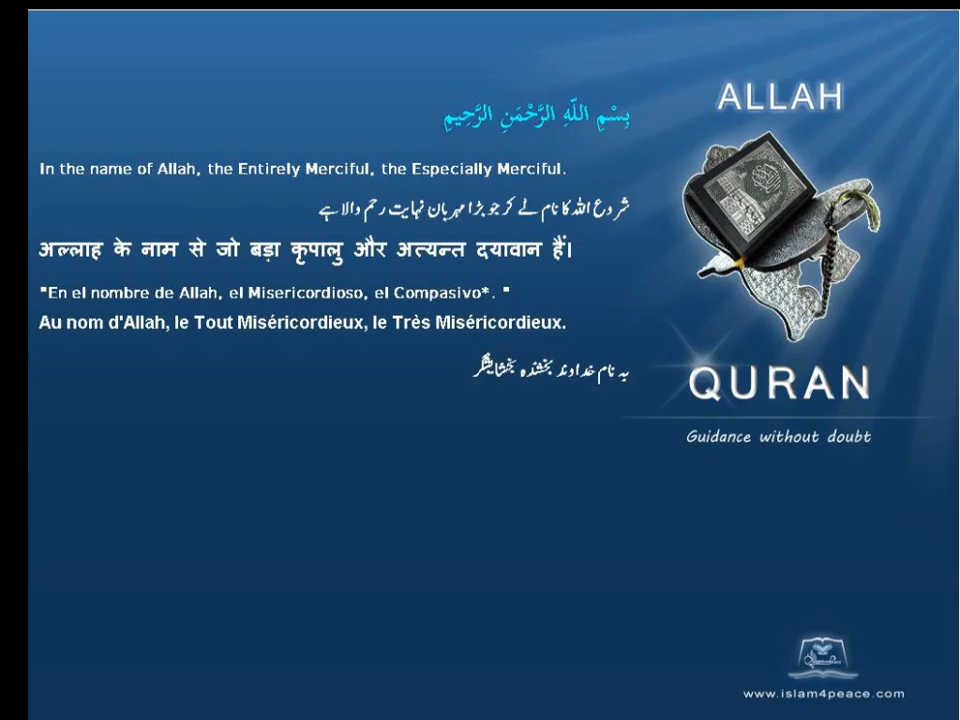 بِسْمِ اللَّهِ الرَّحْمَنِ الرَّحِيمِ
In the name of Allah, the Entirely Merciful, the Especially Merciful.
شروع الله کا نام لے کر جو بڑا مہربان نہایت رحم والا ہے
अल्लाह के नाम से जो बड़ा कृपालु और अत्यन्त दयावान हैं।
"En el nombre de Allah, el Misericordioso, el Compasivo*. "
Au nom d'Allah, le Tout Miséricordieux, le Très Miséricordieux.
به نام خداوند بخشنده بخشایشگر
ALLAH
QURAN
Guidance without doubt
www.islam4peace.com